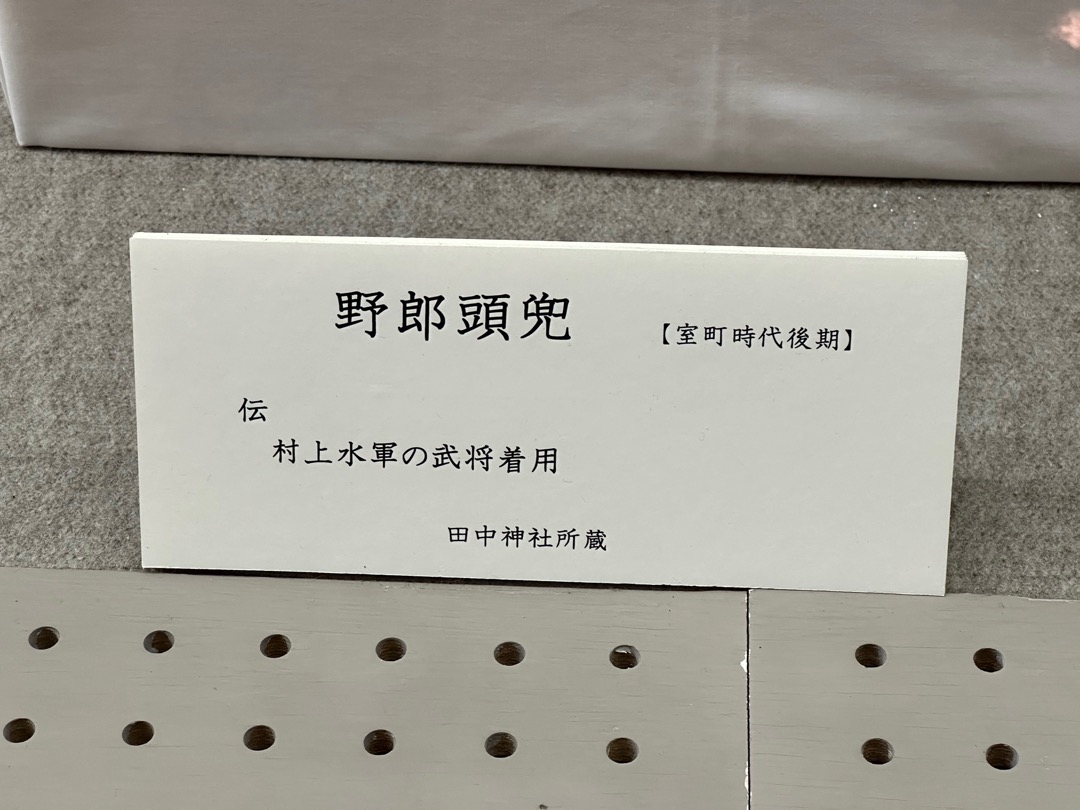 野郎頭兜 【室町時代後期】
伝
村上水軍の武将着用
田中神社所蔵